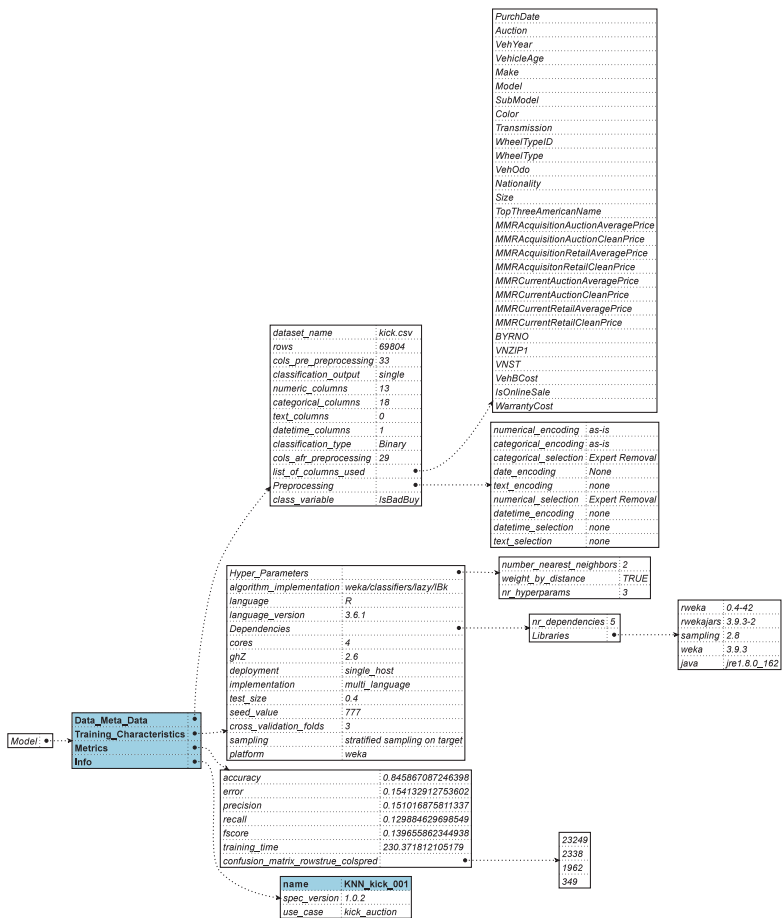 PurchDate
Auction
VehYear
VehicleAge
Make
Model
SubModel
Color
Transmission
WheelTypeID
WheelType
VehOdo
Nationality
Size
TopThreeAmericanName
MMRAcquisitionAuctionAveragePrice
MMRAcquisitionAuctionCleanPrice
MMRAcquisitionRetailAveragePrice
MMRAcquisitonRetailCleanPrice
MMRCurrentAuctionAveragePrice
MMRCurrentAuctionCleanPrice
MMRCurrentRetailAveragePrice
MMRCurrentRetailCleanPrice
BYRNO
VNZIP1
VNST
VehBCost
IsOnlineSale
WarrantyCost
dataset_name kick.csv
rows 69804
cols_pre_preprocessing 33
classification_output single
numeric_columns 13
categorical_columns 18
text_columns 0
datetime_columns 1
classification_type Binary
cols_afr_preprocessing 29
list_of_columns_used
Preprocessing
class_variable IsBadBuy
numerical_encoding as-is
categorical_encoding as-is
categorical_selection Expert Removal
date_encoding None
text_encoding none
numerical_selection Expert Removal
datetime_encoding none
datetime_selection none
text_selection none
Hyper_Parameters
algorithm_implementation weka/classifiers/lazy/IBk
language R
language_version 3.6.1
Dependencies
cores 4
ghZ 2.6
deployment single_host
implementation multi_language
test_size 0.4
seed_value 777
cross_validation_folds 3
sampling stratified sampling on target
platform weka
number_nearest_neighbors 2
weight_by_distance TRUE
nr_hyperparams 3
nr_dependencies 5
Libraries
rweka 0.4-42
rwekajars 3.9.3-2
sampling 2.8
weka 3.9.3
java jre1.8.0_162
Model
Data_Meta_Data
Training_Characteristics
Metrics
Info
accuracy 0.845867087246398
error 0.154132912753602
precision 0.151016875811337
recall 0.129884629698549
fscore 0.139655862344938
training_time 230.371812105179
confusion_matrix_rowstrue_colspred
23249
2338
1962
349
name KNN_kick_001
spec_version 1.0.2
use_case kick_auction